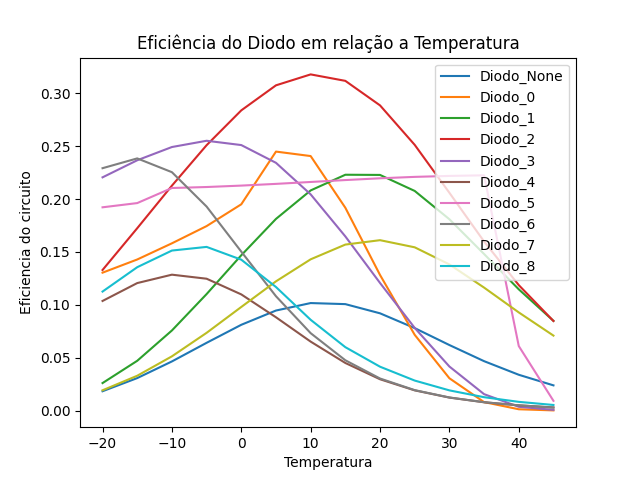 Eficiência do Diodo em relação a Temperatura
Eficiencia do circuito
0.30
0.25
0.20
0.15
0.10
0.05
0.00
Diodo_None
Diodo_0
Diodo_1
Diodo_2
Diodo_3
Diodo_4
Diodo_5
Diodo_6
Diodo_7
Diodo_8
−20
−10
0
10
20
30
40
Temperatura